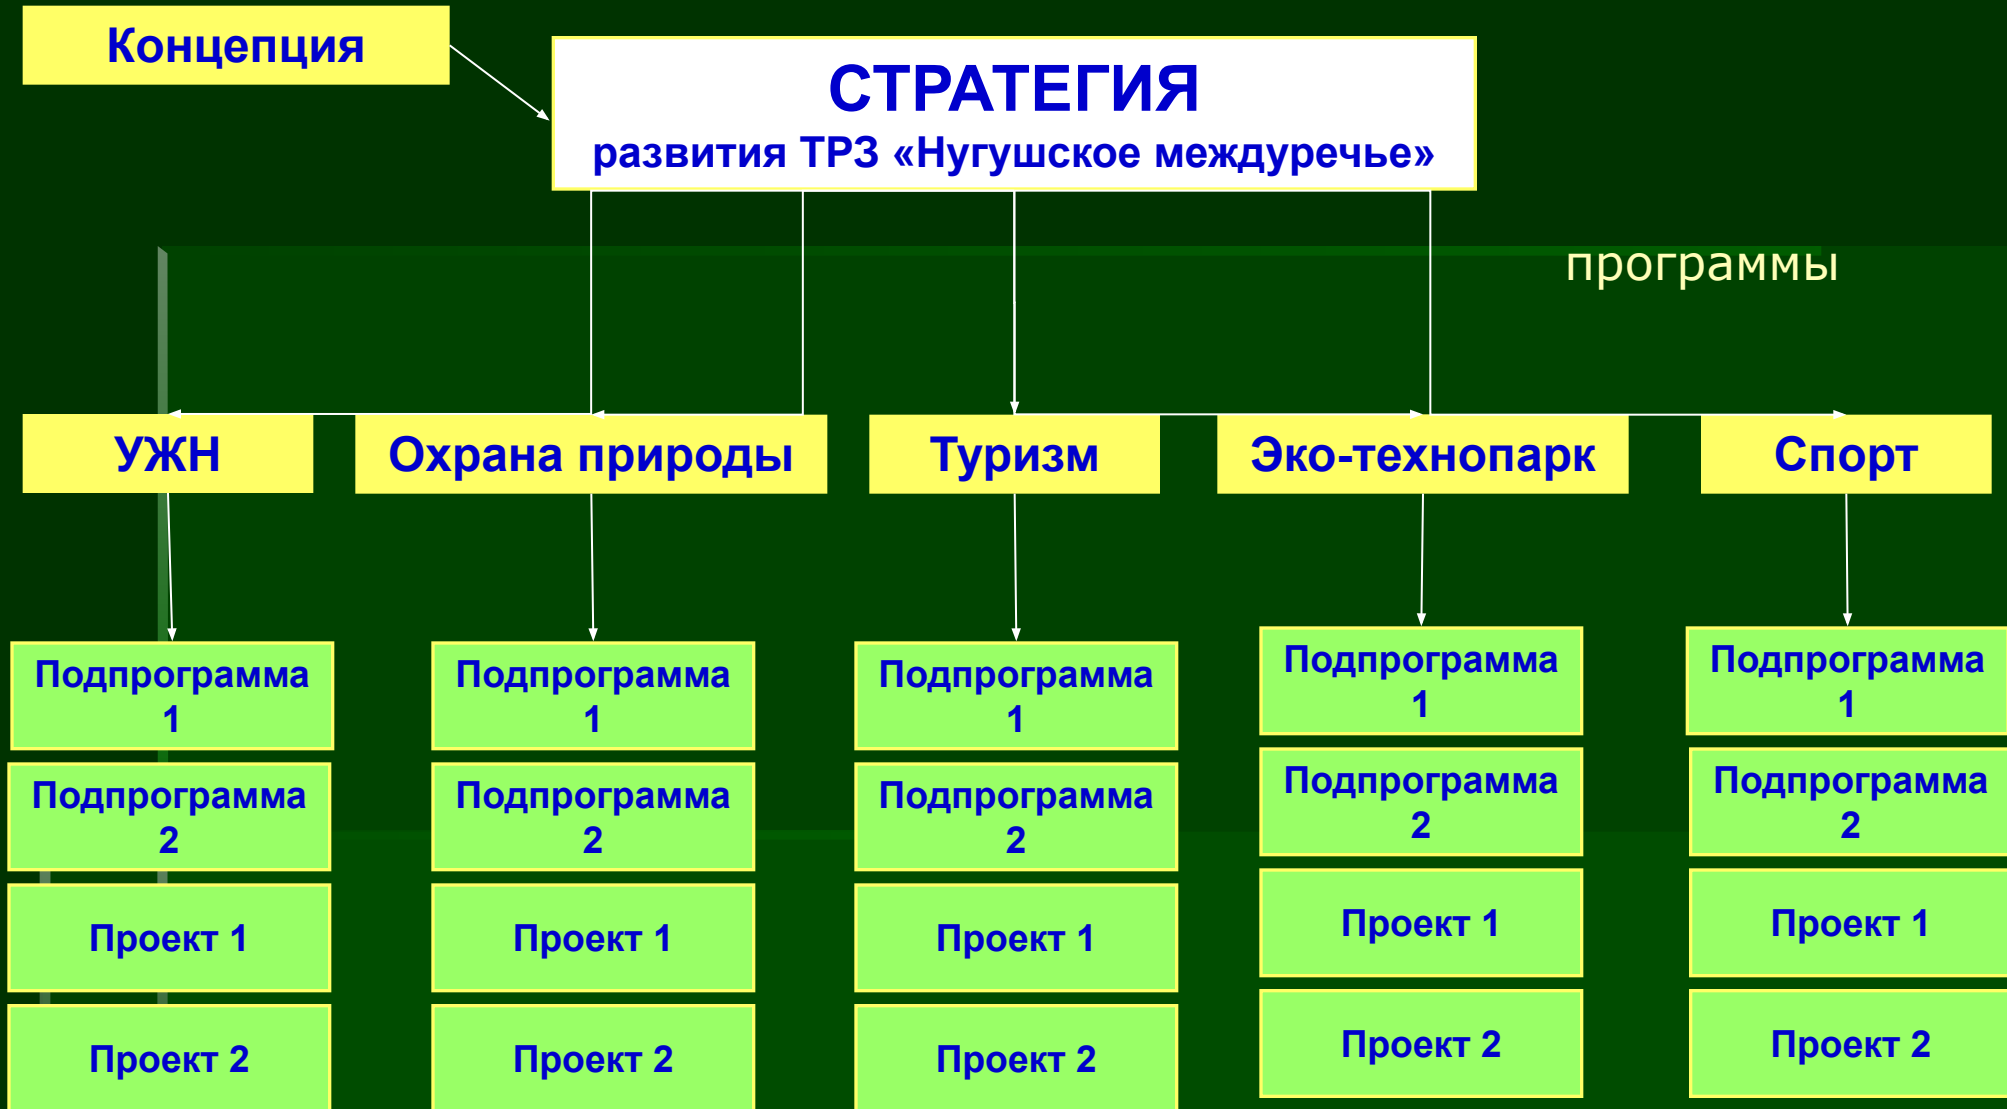 Концепция
СТРАТЕГИЯ
развития ТРЗ «Нугушское междуречье»
программы
УЖН
Охрана природы
Туризм
Эко-технопарк
Спорт
Подпрограмма
1
Подпрограмма
1
Подпрограмма
1
Подпрограмма
1
Подпрограмма
1
Подпрограмма
2
Подпрограмма
2
Подпрограмма
2
Подпрограмма
2
Подпрограмма
2
Проект 1
Проект 1
Проект 1
Проект 1
Проект 1
Проект 2
Проект 2
Проект 2
Проект 2
Проект 2